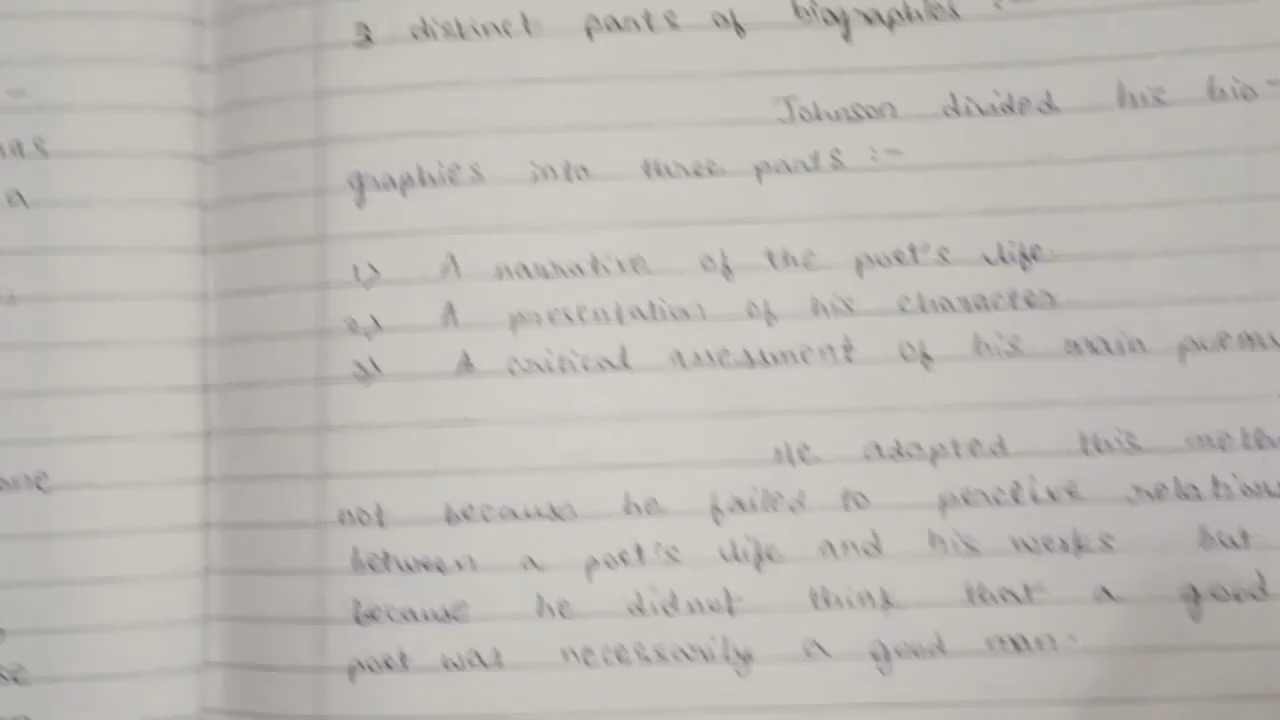 3 distinct parts of biographies :-
Johnson divided his bio-
graphies into three parts :-
1) A narrative of the poet's life.
2) A presentation of his character
3) A critical assessment of his main poems
He adopted this
not because he failed to perceive relation
between a poet's life and his works but
because he didnot think that a good
poet was necessarily a good man.